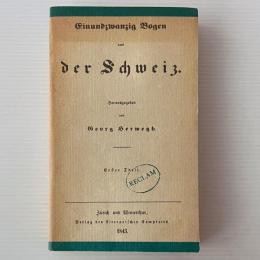 Einundzwanzig Bogen
aus
der Schweiz.
Herausgegeben
von
Georg Herwegh.
Erster Theil.
RECLAM
Zürich und Winterthur,
Verlag des Literarischen Comptoirs.
1843.